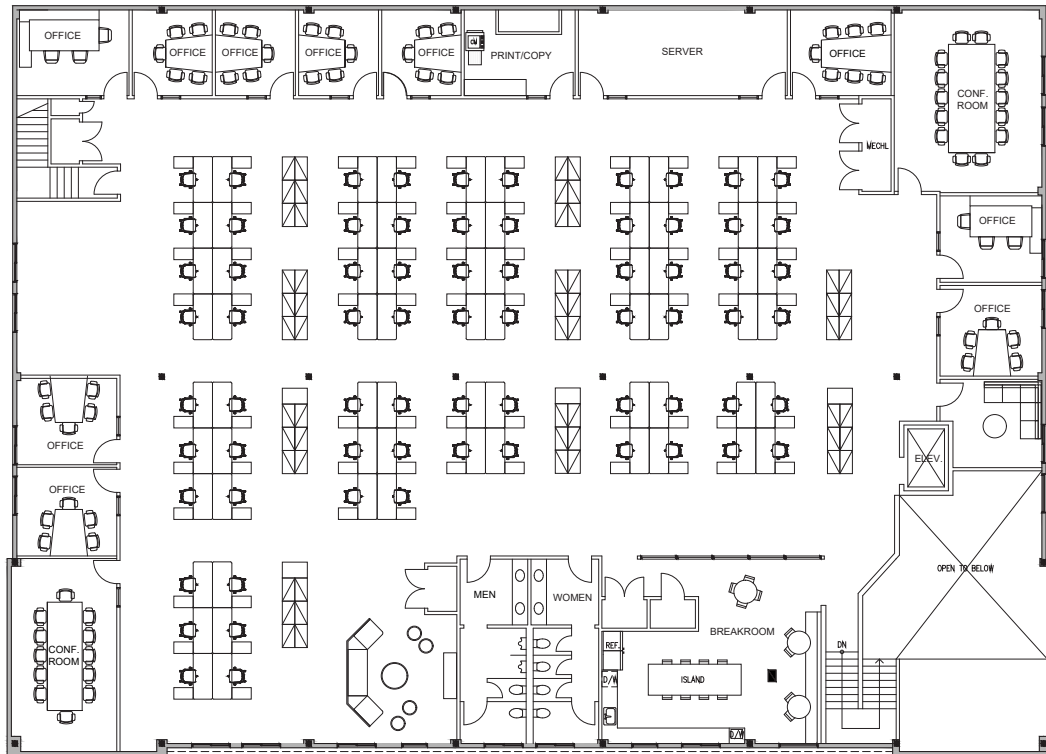 OFFICE
OFFICE
OFFICE
OFFICE
OFFICE
PRINT/COPY
SERVER
OFFICE
CONF.
ROOM
MECHL
OFFICE
OFFICE
OFFICE
ELEV.
OFFICE
OPEN TO BELOW
MEN
WOMEN
BREAKROOM
REF.
DN
CONF.
ROOM
D/W
ISLAND
D/W